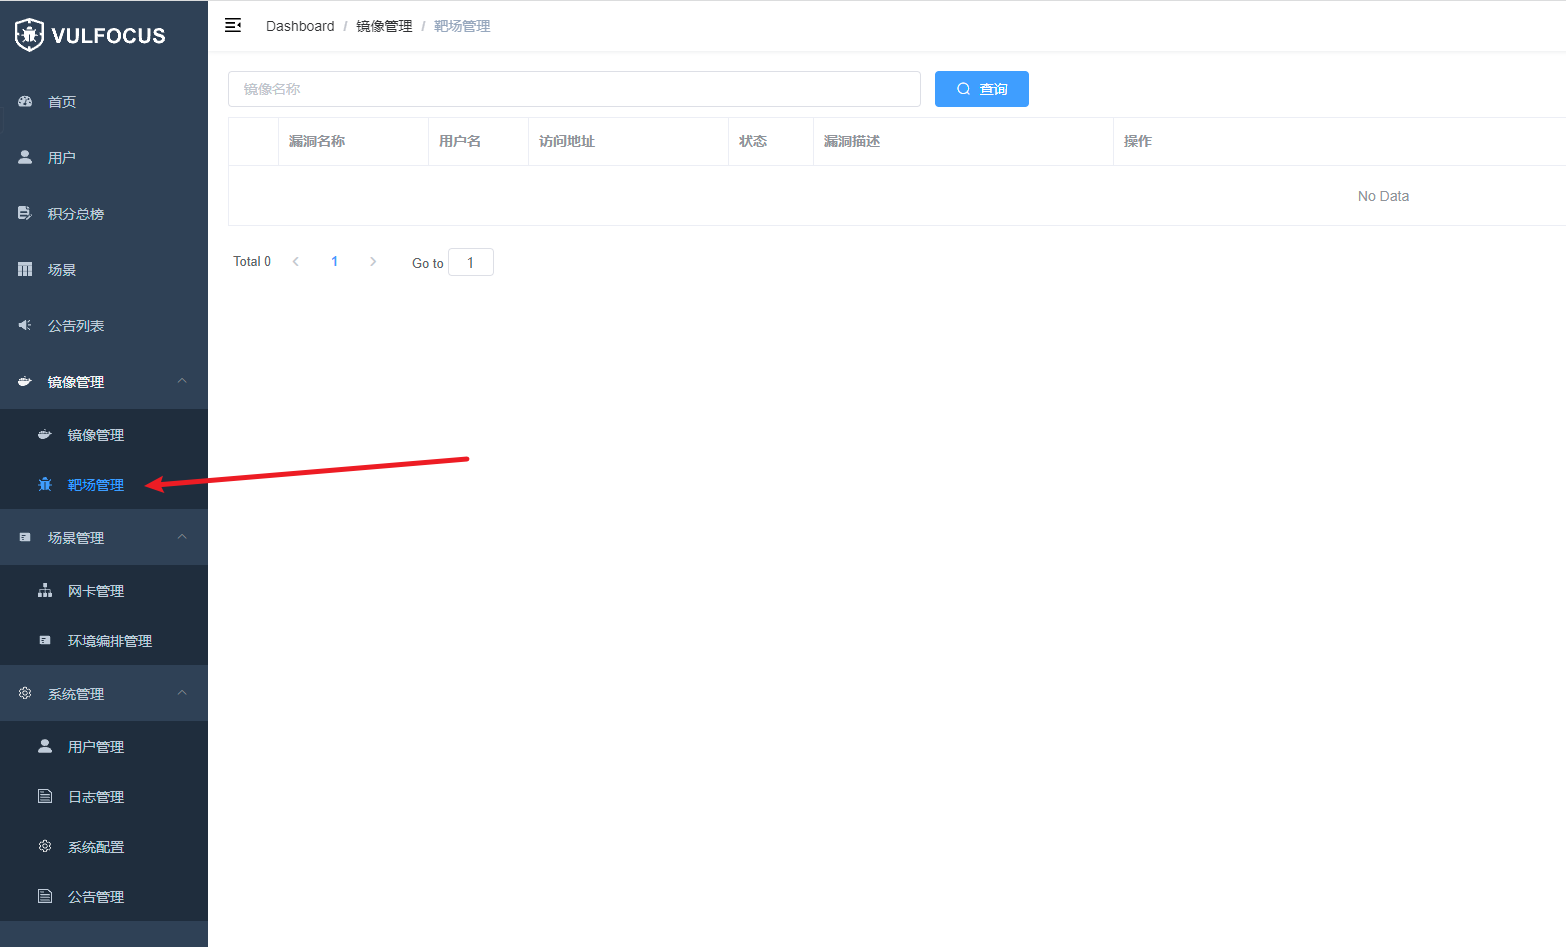 VULFOCUS
首页
用户
积分总榜
场景
公告列表
镜像管理
镜像管理
靶场管理
场景管理
网卡管理
环境编排管理
系统管理
用户管理
日志管理
系统配置
公告管理
Dashboard / 镜像管理 / 靶场管理
镜像名称 查询
漏洞名称 用户名 访问地址 状态 漏洞描述 操作
No Data
Total 0 1 Go to 1